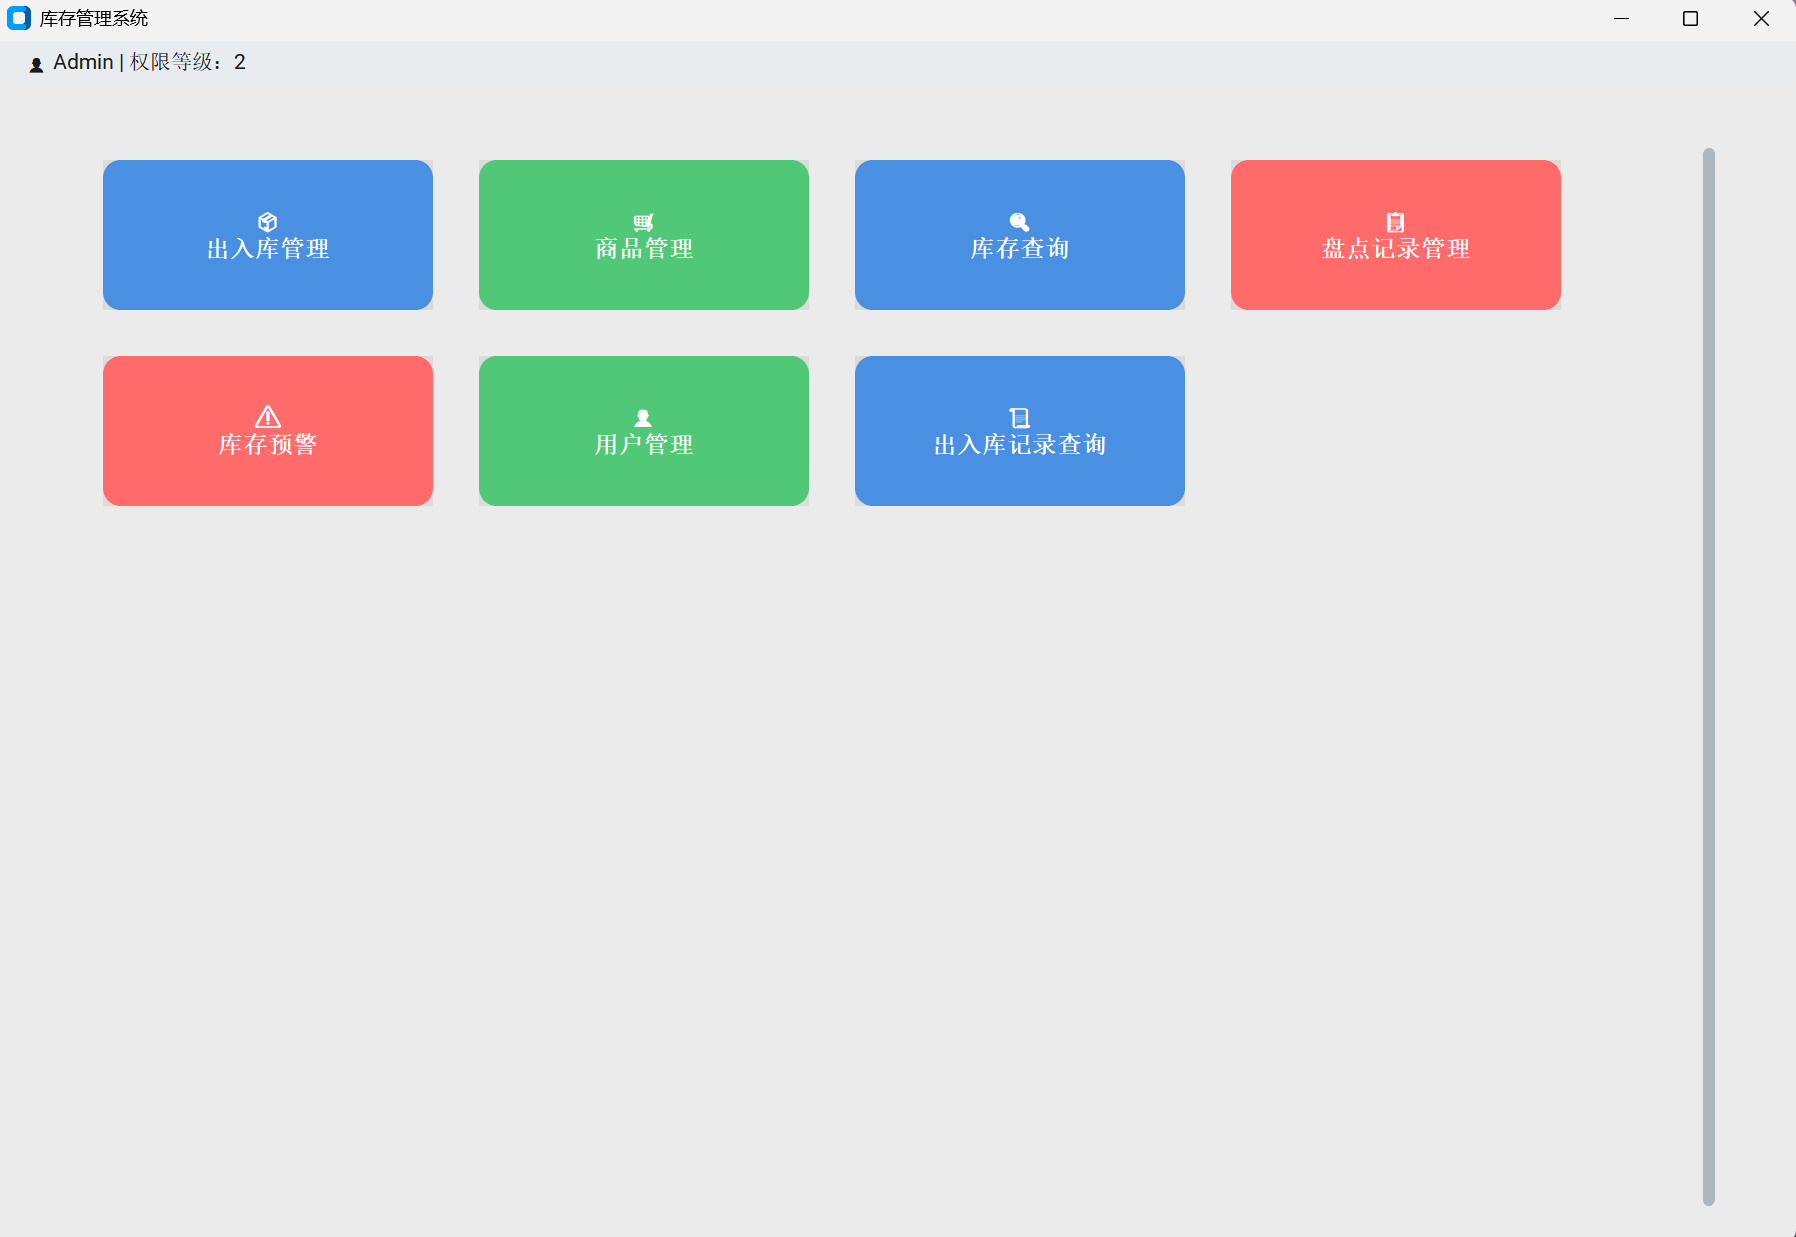 库存管理系统
Admin | 权限等级：2
出入库管理
商品管理
库存查询
盘点记录管理
库存预警
用户管理
出入库记录查询